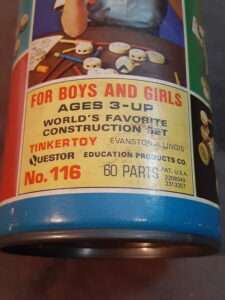 FOR BOYS AND GIRLS
AGES 3-UP
WORLD'S FAVORITE
CONSTRUCTION SET
TINKERTOY EVANSTON, ILLINOIS
QUESTOR EDUCATION PRODUCTS CO.
No. 116 60 PARTS PAT. U.S.A.